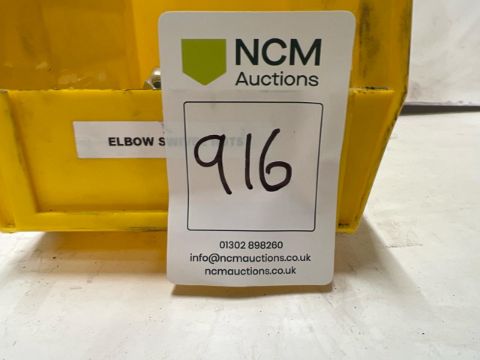 NCM
Auctions
ELBOW
916
01302 898260
info@ncmauctions.co.uk
ncmauctions.co.uk